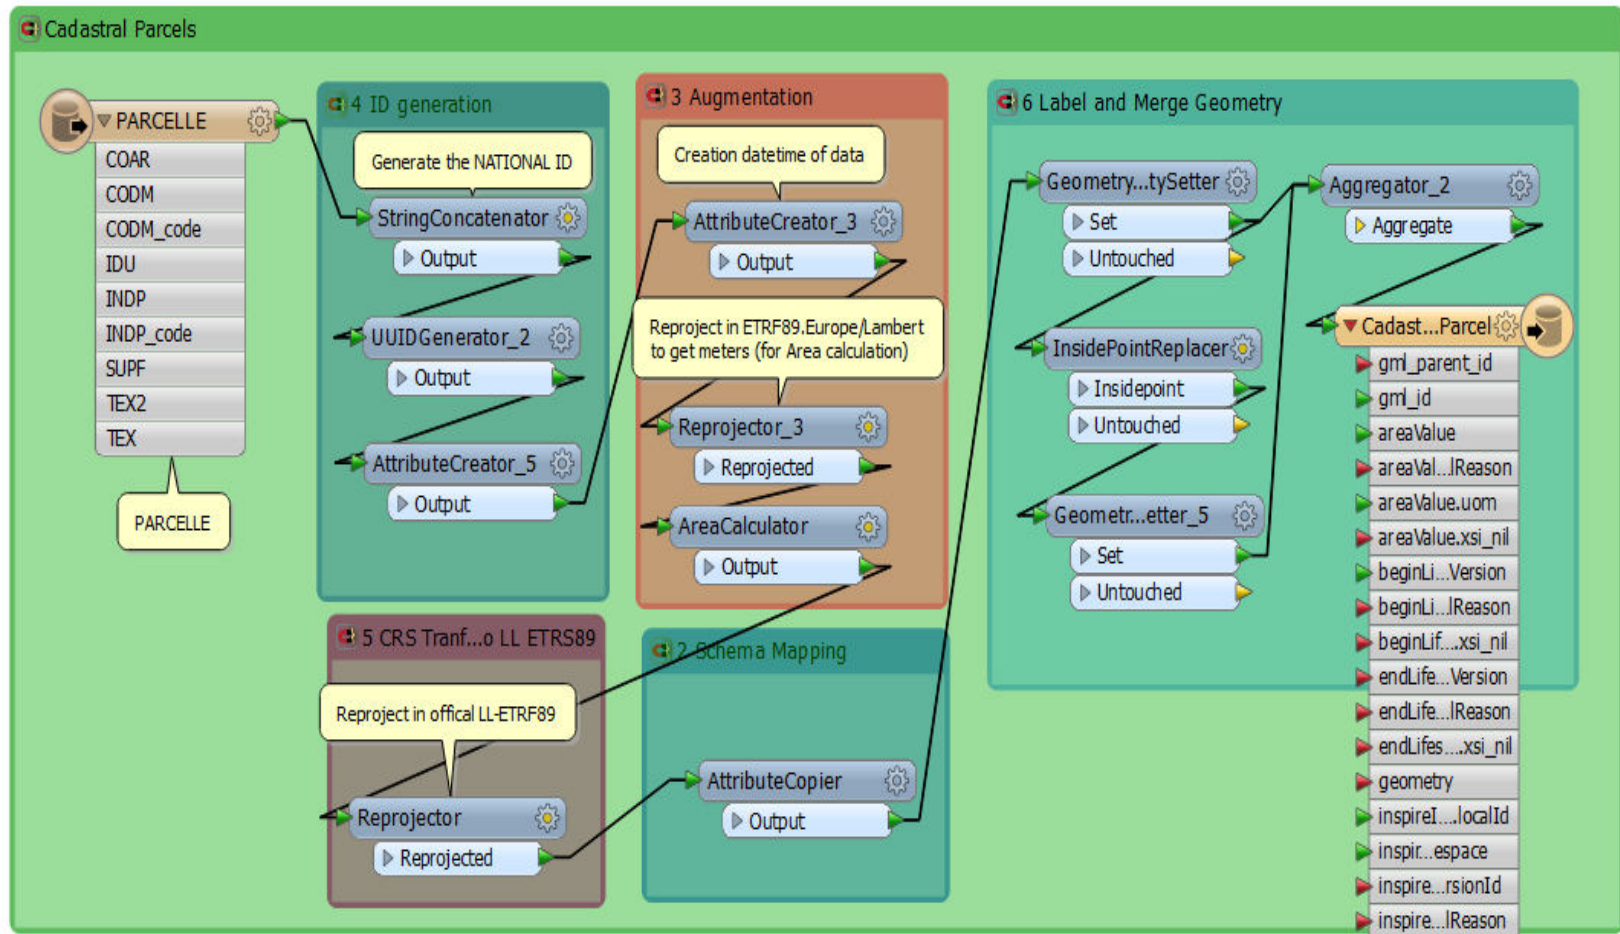 Cadastral Parcels
PARCELLE
COAR
CODM
CODM_code
IDU
INDP
INDP_code
SUPF
TEX2
TEX
PARCELLE
4 ID generation
Generate the NATIONAL ID
StringConcatenator
Output
UUIDGenerator_2
Output
AttributeCreator_5
Output
3 Augmentation
Creation datetime of data
AttributeCreator_3
Output
Reproject in ETRF89.Europe/Lambert
to get meters (for Area calculation)
Reprojector_3
Reprojected
AreaCalculator
Output
5 CRS Tranf...o LL ETRS89
Reproject in offical LL-ETRF89
Reprojector
Reprojected
2 Schema Mapping
AttributeCopier
Output
6 Label and Merge Geometry
Geometry...tySetter
Set
Untouched
InsidePointReplacer
Insidepoint
Untouched
Geometr...etter_5
Set
Untouched
Aggregator_2
Aggregate
Cadast...Parcel
gml_parent_id
gml_id
areaValue
areaVal...lReason
areaValue.uom
areaValue.xsi_nil
beginLi...Version
beginLi...lReason
beginLif....xsi_nil
endLife...Version
endLife...lReason
endLifes....xsi_nil
geometry
inspireI....localId
inspir...espace
inspire...rsionId
inspire...lReason